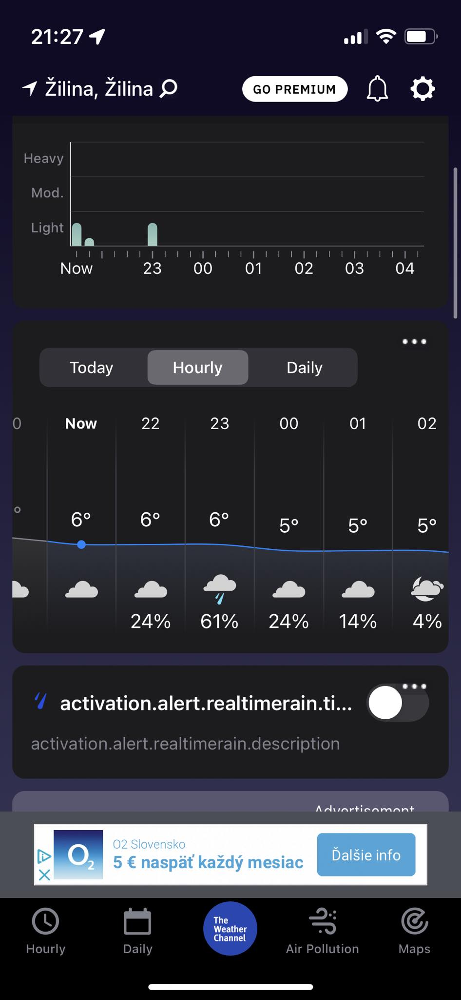 21:27
Žilina, Žilina
GO PREMIUM
Heavy
Mod.
Light
Now 23 00 01 02 03 04
Today Hourly Daily
0 Now 22 23 00 01 02
° 6° 6° 6° 5° 5° 5°
24% 61% 24% 14% 4%
activation.alert.realtimerain.ti...
activation.alert.realtimerain.description
Advertisement
O2
O2 Slovensko
5 € naspäť každý mesiac
Ďalšie info
The
Weather
Channel
Hourly Daily Air Pollution Maps